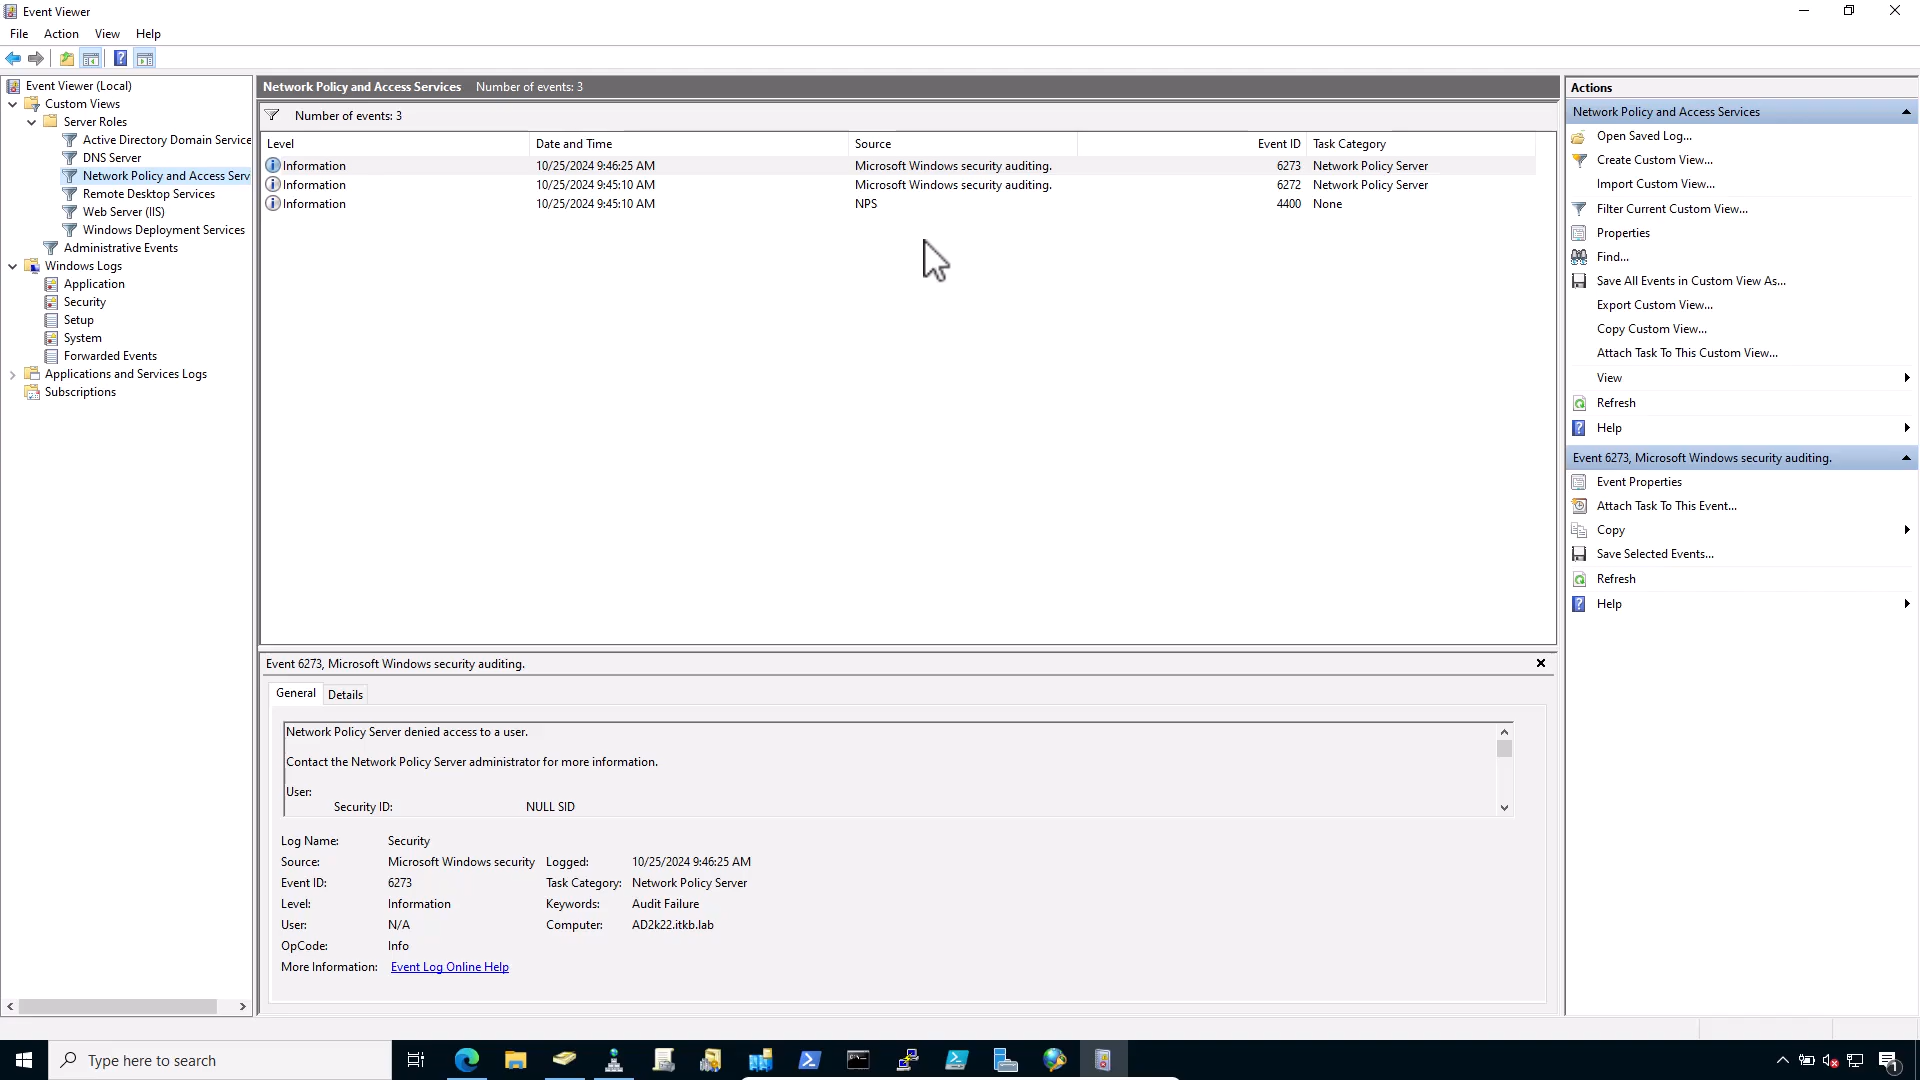 Event Viewer
File Action View Help
Event Viewer (Local)
Custom Views
Server Roles
Active Directory Domain Service
DNS Server
Network Policy and Access Serv
Remote Desktop Services
Web Server (IIS)
Windows Deployment Services
Administrative Events
Windows Logs
Application
Security
Setup
System
Forwarded Events
Applications and Services Logs
Subscriptions
Network Policy and Access Services Number of events: 3
Number of events: 3
Level Date and Time Source Event ID Task Category
Information 10/25/2024 9:46:25 AM Microsoft Windows security auditing. 6273 Network Policy Server
Information 10/25/2024 9:45:10 AM Microsoft Windows security auditing. 6272 Network Policy Server
Information 10/25/2024 9:45:10 AM NPS 4400 None
Event 6273, Microsoft Windows security auditing.
General Details
Network Policy Server denied access to a user.
Contact the Network Policy Server administrator for more information.
User:
Security ID: NULL SID
Log Name: Security
Source: Microsoft Windows security Logged: 10/25/2024 9:46:25 AM
Event ID: 6273 Task Category: Network Policy Server
Level: Information Keywords: Audit Failure
User: N/A Computer: AD2k22.itkb.lab
OpCode: Info
More Information: Event Log Online Help
Actions
Network Policy and Access Services
Open Saved Log...
Create Custom View...
Import Custom View...
Filter Current Custom View...
Properties
Find...
Save All Events in Custom View As...
Export Custom View...
Copy Custom View...
Attach Task To This Custom View...
View
Refresh
Help
Event 6273, Microsoft Windows security auditing.
Event Properties
Attach Task To This Event...
Copy
Save Selected Events...
Refresh
Help
Type here to search
1